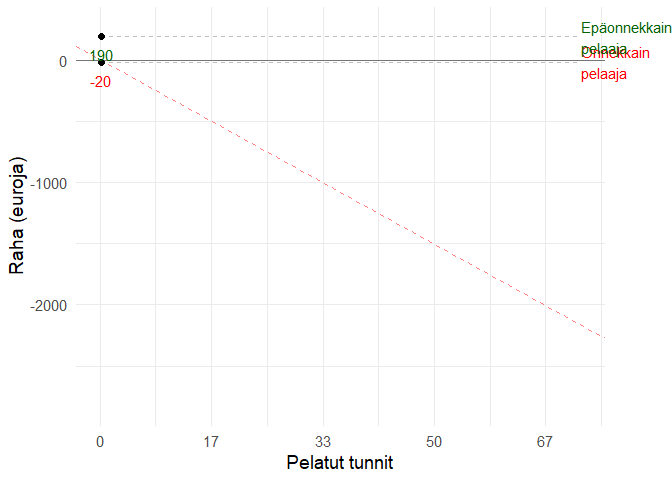 Epäonnekkain
pelaaja
Onnekkain
pelaaja
190
-20
0
-1000
-2000
Raha (euroja)
0 17 33 50 67
Pelatut tunnit